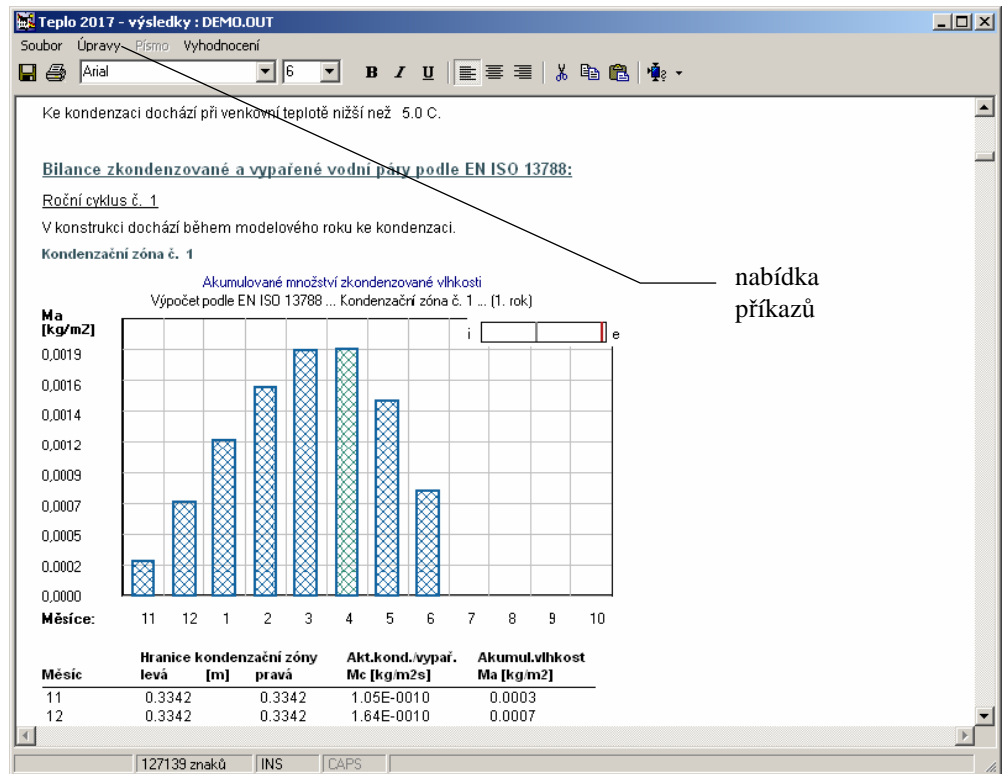 Teplo 2017 - výsledky : DEMO.OUT
Soubor Úpravy Písmo Vyhodnocení
Arial 6 B I U
Ke kondenzaci dochází při venkovní teplotě nižší než 5.0 C.
Bilance zkondenzované a vypařené vodní páry podle EN ISO 13788:
Roční cyklus č. 1
V konstrukci dochází během modelového roku ke kondenzaci.
Kondenzační zóna č. 1
Akumulované množství zkondenzované vlhkosti
Výpočet podle EN ISO 13788 ... Kondenzační zóna č. 1 ... (1. rok)
nabídka
příkazů
Ma
[kg/m2]
i e
0,0019
0,0016
0,0014
0,0012
0,0009
0,0007
0,0005
0,0002
0,0000
Měsíce: 11 12 1 2 3 4 5 6 7 8 9 10
Hranice kondenzační zóny Akt.kond./vypař. Akumul.vlhkost
Měsíc levá [m] pravá Mc [kg/m2s] Ma [kg/m2]
11 0.3342 0.3342 1.05E-0010 0.0003
12 0.3342 0.3342 1.64E-0010 0.0007
127139 znaků INS CAPS